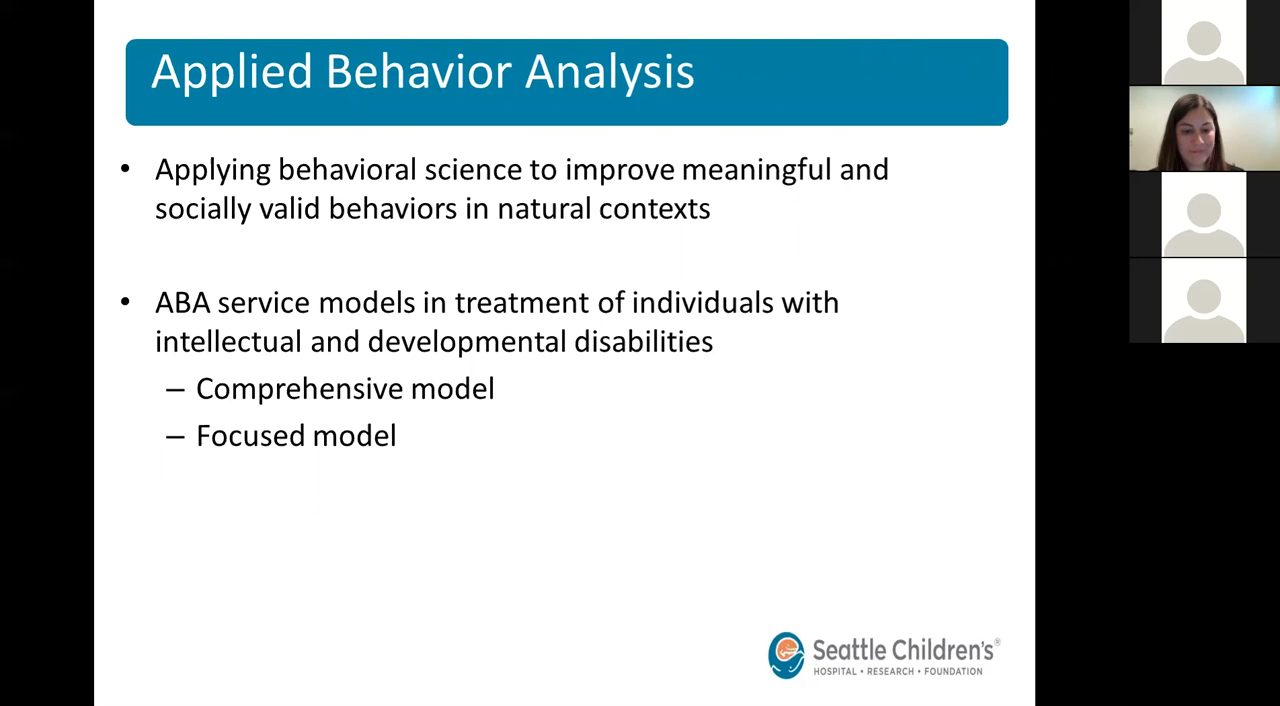 Applied Behavior Analysis
• Applying behavioral science to improve meaningful and
socially valid behaviors in natural contexts
• ABA service models in treatment of individuals with
intellectual and developmental disabilities
– Comprehensive model
– Focused model
Seattle Children's®
HOSPITAL • RESEARCH • FOUNDATION